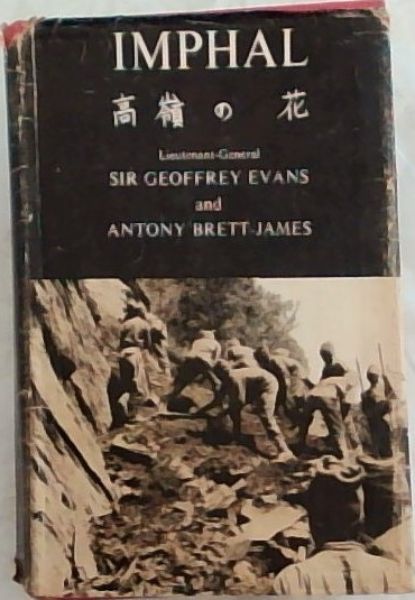 IMPHAL
高嶺の花
Lieutenant-General
SIR GEOFFREY EVANS
and
ANTONY BRETT-JAMES